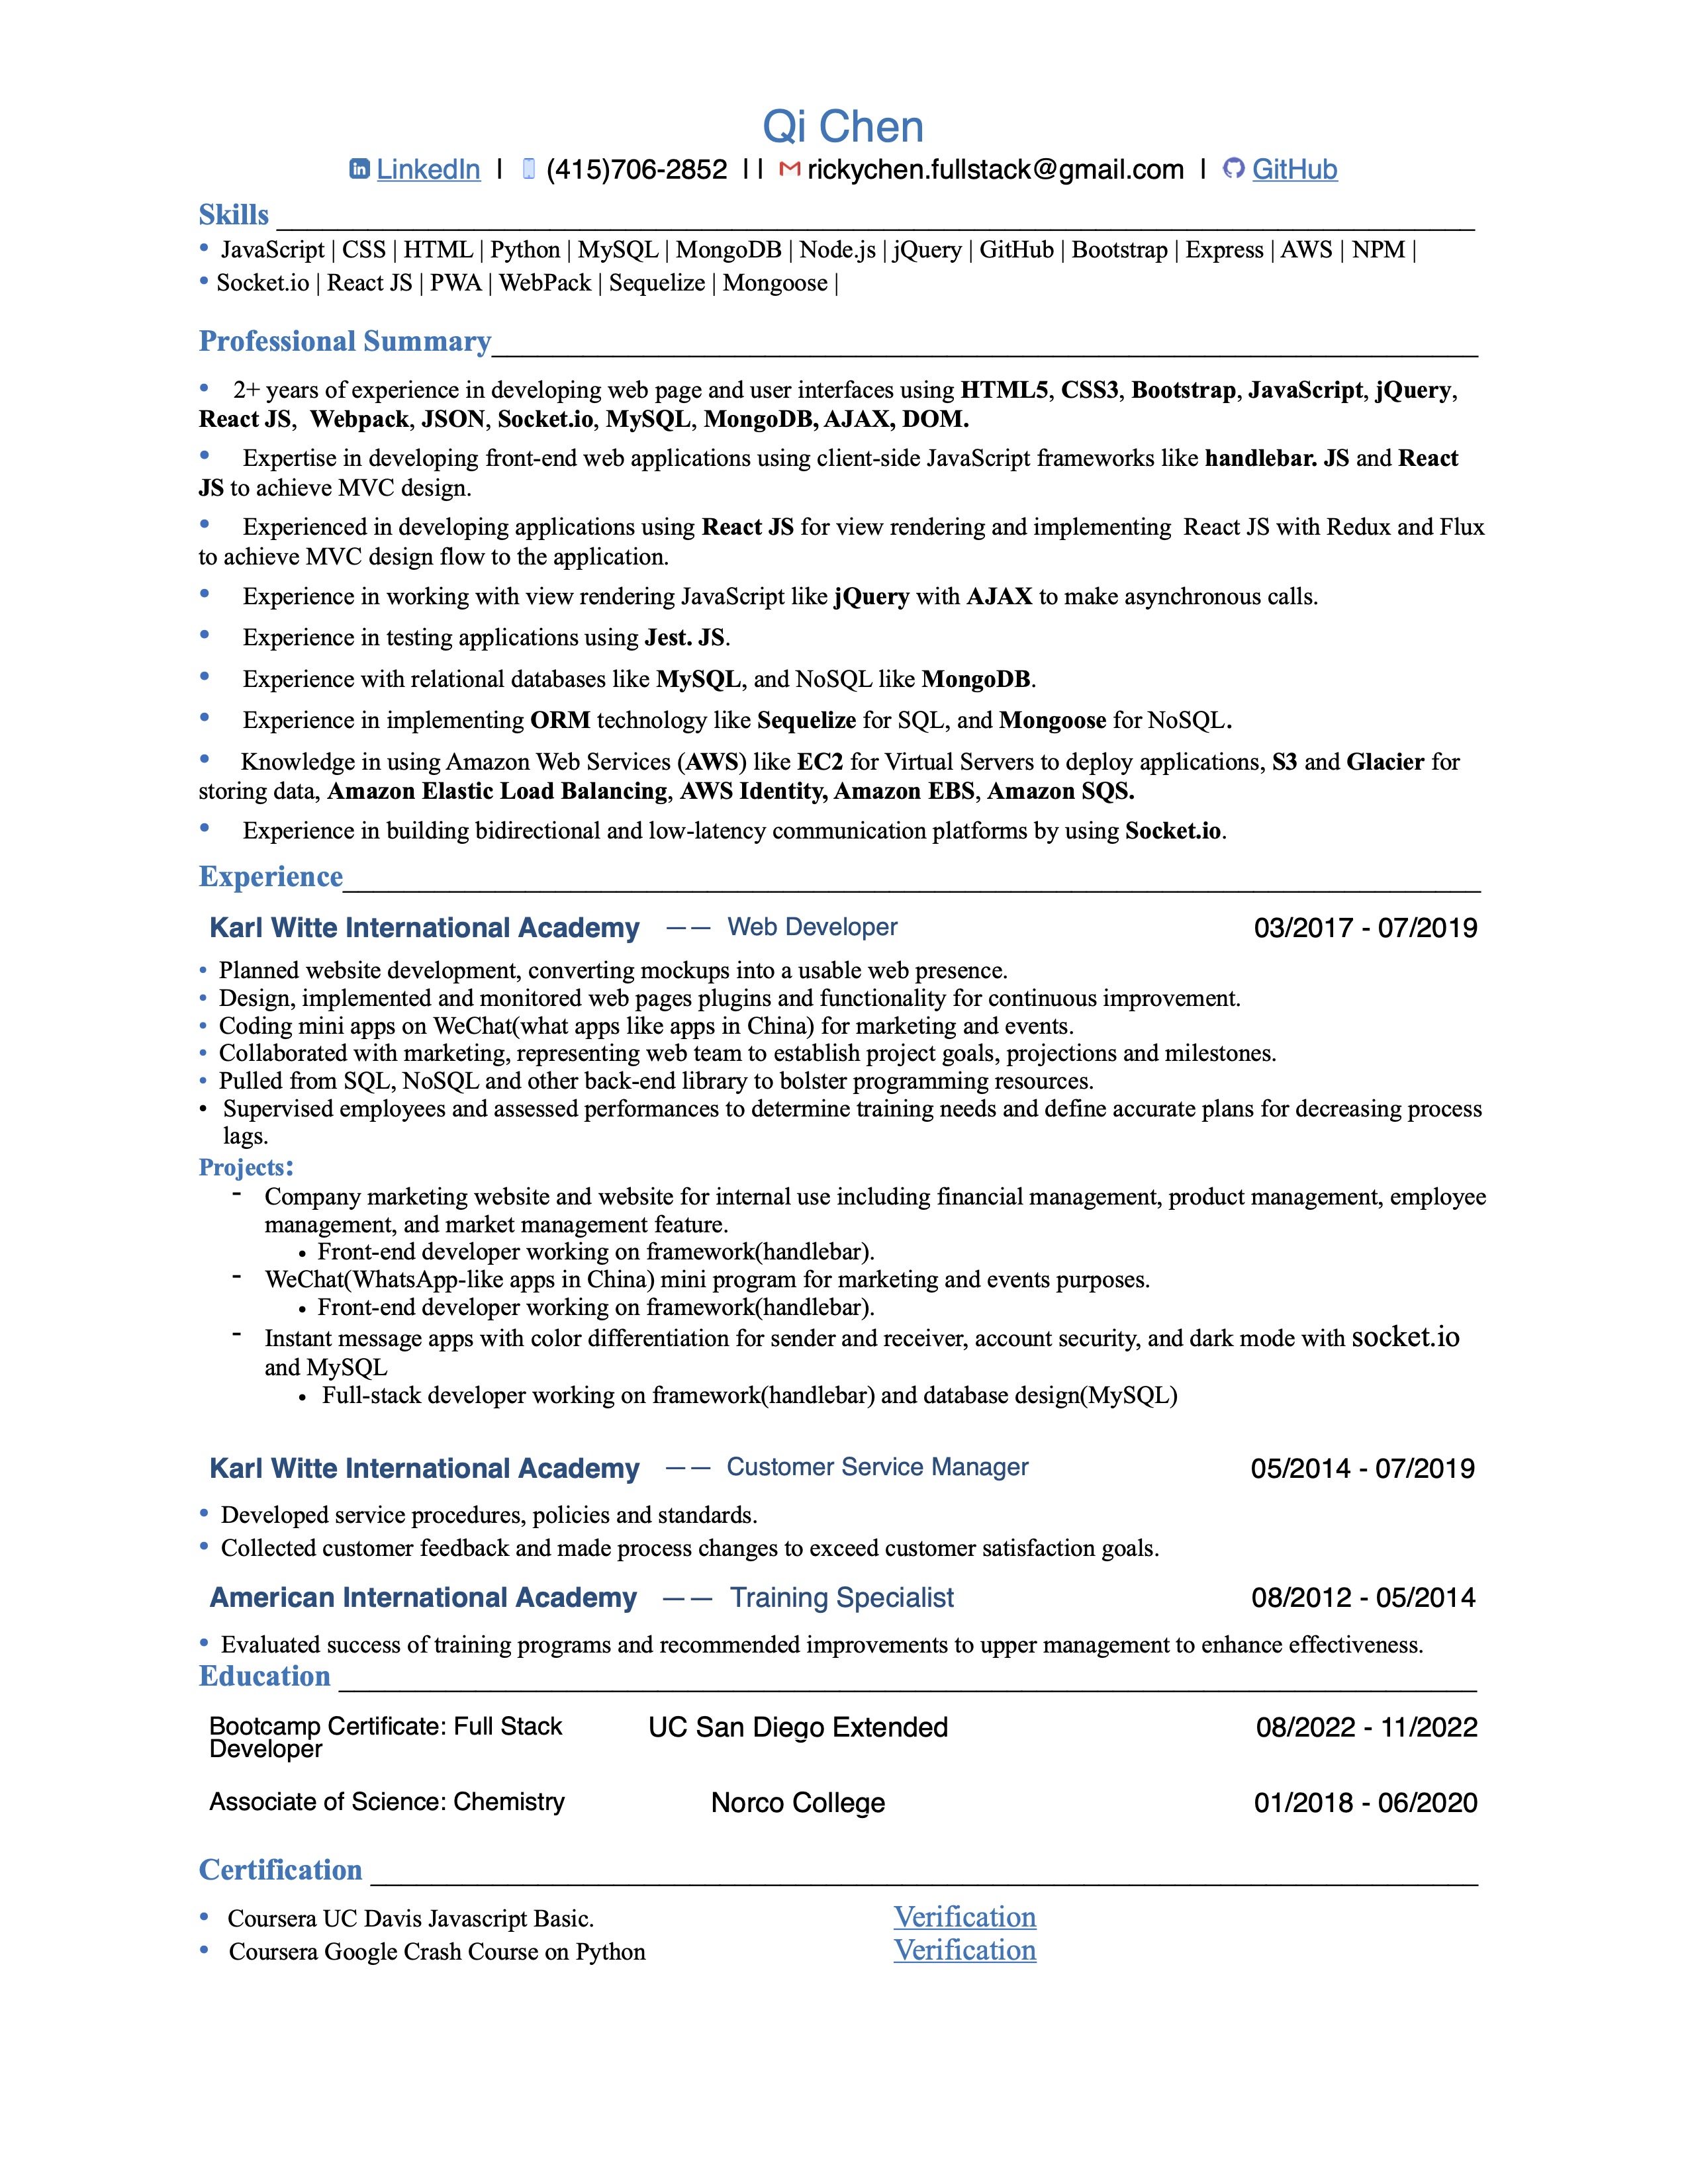 Qi Chen
LinkedIn | (415)706-2852 | | rickychen.fullstack@gmail.com | GitHub
Skills
• JavaScript | CSS | HTML | Python | MySQL | MongoDB | Node.js | jQuery | GitHub | Bootstrap | Express | AWS | NPM |
• Socket.io | React JS | PWA | WebPack | Sequelize | Mongoose |
Professional Summary
• 2+ years of experience in developing web page and user interfaces using HTML5, CSS3, Bootstrap, JavaScript, jQuery,
React JS, Webpack, JSON, Socket.io, MySQL, MongoDB, AJAX, DOM.
• Expertise in developing front-end web applications using client-side JavaScript frameworks like handlebar. JS and React
JS to achieve MVC design.
• Experienced in developing applications using React JS for view rendering and implementing React JS with Redux and Flux
to achieve MVC design flow to the application.
• Experience in working with view rendering JavaScript like jQuery with AJAX to make asynchronous calls.
• Experience in testing applications using Jest. JS.
• Experience with relational databases like MySQL, and NoSQL like MongoDB.
• Experience in implementing ORM technology like Sequelize for SQL, and Mongoose for NoSQL.
• Knowledge in using Amazon Web Services (AWS) like EC2 for Virtual Servers to deploy applications, S3 and Glacier for
storing data, Amazon Elastic Load Balancing, AWS Identity, Amazon EBS, Amazon SQS.
• Experience in building bidirectional and low-latency communication platforms by using Socket.io.
Experience
Karl Witte International Academy —— Web Developer 03/2017 - 07/2019
• Planned website development, converting mockups into a usable web presence.
• Design, implemented and monitored web pages plugins and functionality for continuous improvement.
• Coding mini apps on WeChat(what apps like apps in China) for marketing and events.
• Collaborated with marketing, representing web team to establish project goals, projections and milestones.
• Pulled from SQL, NoSQL and other back-end library to bolster programming resources.
• Supervised employees and assessed performances to determine training needs and define accurate plans for decreasing process
lags.
Projects:
- Company marketing website and website for internal use including financial management, product management, employee
management, and market management feature.
• Front-end developer working on framework(handlebar).
- WeChat(WhatsApp-like apps in China) mini program for marketing and events purposes.
• Front-end developer working on framework(handlebar).
- Instant message apps with color differentiation for sender and receiver, account security, and dark mode with socket.io
and MySQL
• Full-stack developer working on framework(handlebar) and database design(MySQL)
Karl Witte International Academy —— Customer Service Manager 05/2014 - 07/2019
• Developed service procedures, policies and standards.
• Collected customer feedback and made process changes to exceed customer satisfaction goals.
American International Academy —— Training Specialist 08/2012 - 05/2014
• Evaluated success of training programs and recommended improvements to upper management to enhance effectiveness.
Education
Bootcamp Certificate: Full Stack UC San Diego Extended 08/2022 - 11/2022
Developer
Associate of Science: Chemistry Norco College 01/2018 - 06/2020
Certification
• Coursera UC Davis Javascript Basic. Verification
• Coursera Google Crash Course on Python Verification